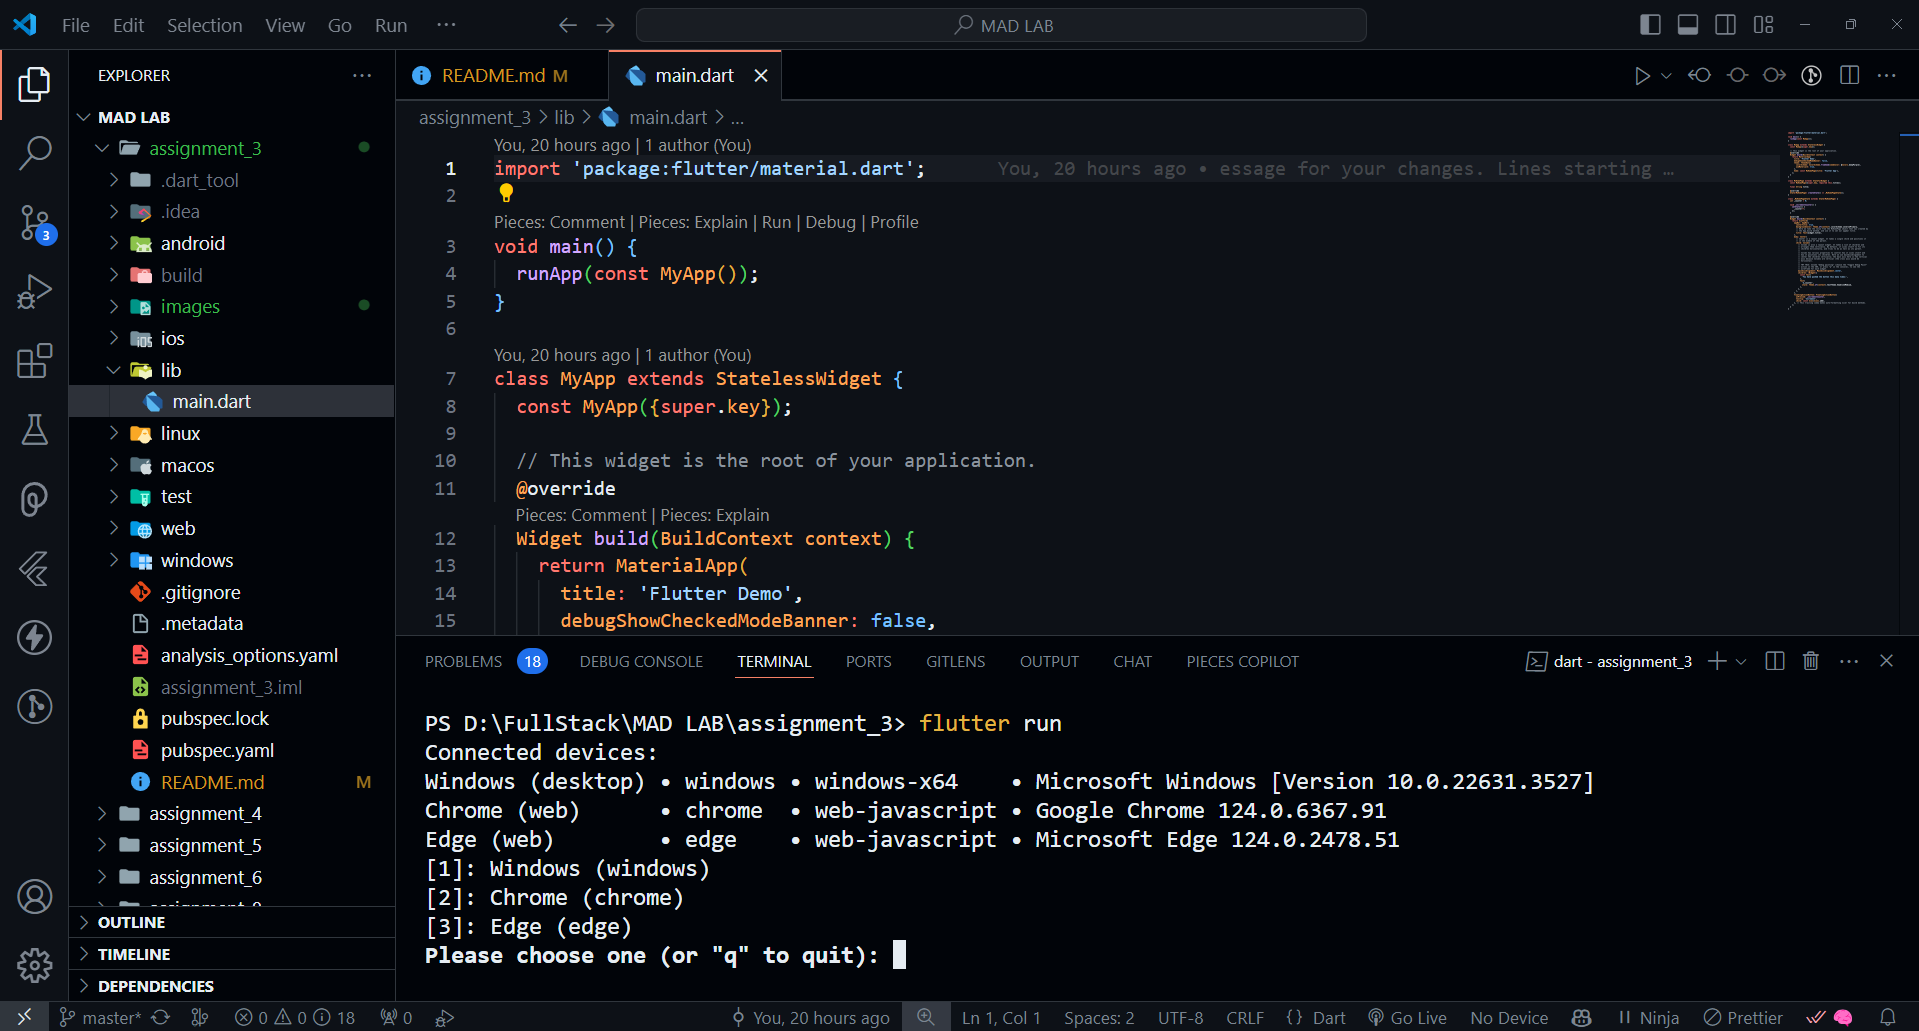 File Edit Selection View Go Run ... MAD LAB
EXPLORER ...
MAD LAB
assignment_3
.dart_tool
.idea
android
build
images
ios
lib
main.dart
linux
macos
test
web
windows
.gitignore
.metadata
analysis_options.yaml
assignment_3.iml
pubspec.lock
pubspec.yaml
README.md M
assignment_4
assignment_5
assignment_6
OUTLINE
TIMELINE
DEPENDENCIES
3
README.md M main.dart
assignment_3 > lib > main.dart > ...
You, 20 hours ago | 1 author (You)
1 import 'package:flutter/material.dart'; You, 20 hours ago • essage for your changes. Lines starting …
2
Pieces: Comment | Pieces: Explain | Run | Debug | Profile
3 void main() {
4 runApp(const MyApp());
5 }
6
You, 20 hours ago | 1 author (You)
7 class MyApp extends StatelessWidget {
8 const MyApp({super.key});
9
10 // This widget is the root of your application.
11 @override
Pieces: Comment | Pieces: Explain
12 Widget build(BuildContext context) {
13 return MaterialApp(
14 title: 'Flutter Demo',
15 debugShowCheckedModeBanner: false,
PROBLEMS 18 DEBUG CONSOLE TERMINAL PORTS GITLENS OUTPUT CHAT PIECES COPILOT dart - assignment_3
PS D:\FullStack\MAD LAB\assignment_3> flutter run
Connected devices:
Windows (desktop) • windows • windows-x64 • Microsoft Windows [Version 10.0.22631.3527]
Chrome (web) • chrome • web-javascript • Google Chrome 124.0.6367.91
Edge (web) • edge • web-javascript • Microsoft Edge 124.0.2478.51
[1]: Windows (windows)
[2]: Chrome (chrome)
[3]: Edge (edge)
Please choose one (or "q" to quit):
master* 0 0 18 0 You, 20 hours ago Ln 1, Col 1 Spaces: 2 UTF-8 CRLF {} Dart Go Live No Device Ninja Prettier